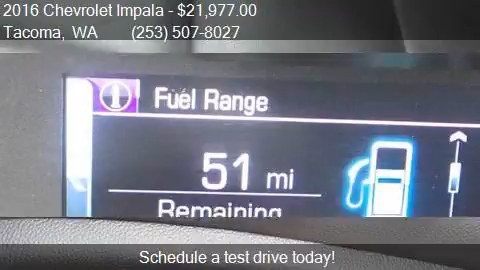 2016 Chevrolet Impala - $21,977.00
Tacoma, WA (253) 507-8027
Fuel Range
51 mi
Remaining
Schedule a test drive today!